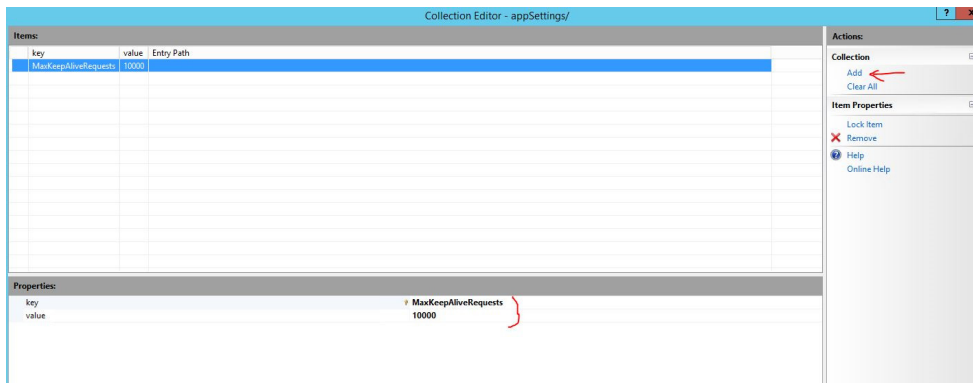 Collection Editor - appSettings/
?
x
Items:
key value Entry Path
MaxKeepAliveRequests 10000
Properties:
key MaxKeepAliveRequests
value 10000
Actions:
Collection
Add
Clear All
Item Properties
Lock Item
Remove
Help
Online Help